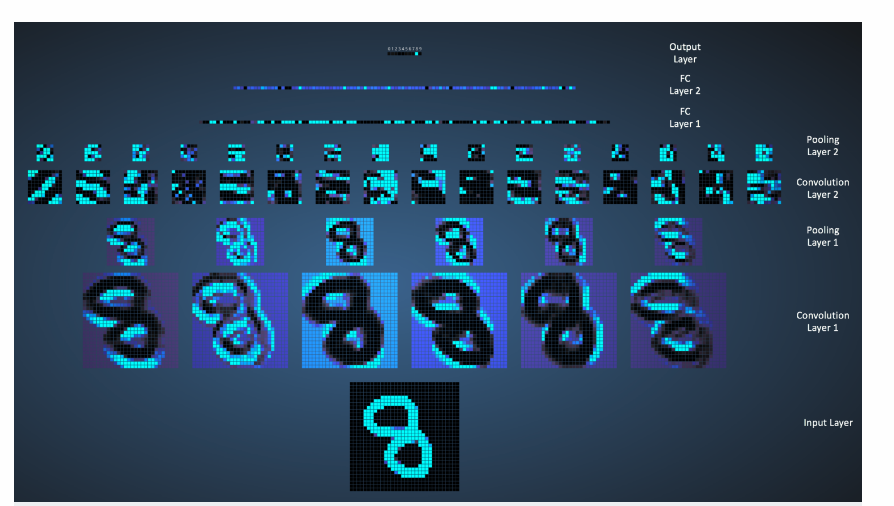 0123456789
Output
Layer
FC
Layer 2
FC
Layer 1
Pooling
Layer 2
Convolution
Layer 2
Pooling
Layer 1
Convolution
Layer 1
Input Layer